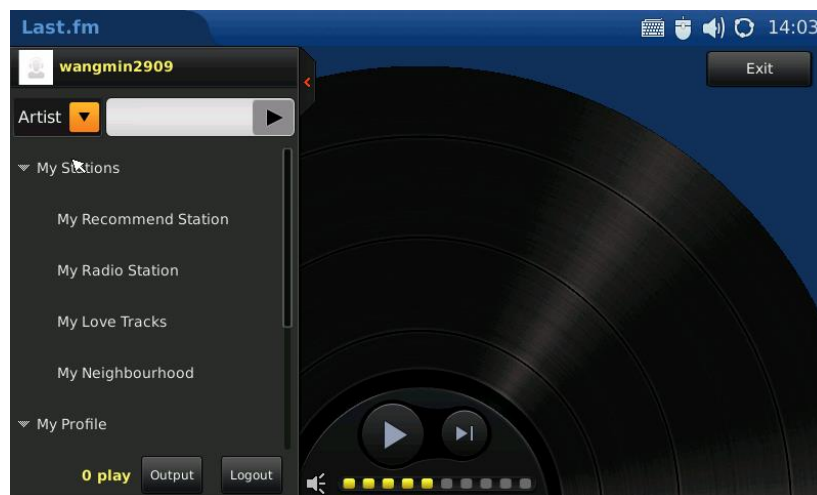 Last.fm
14:03
wangmin2909
Exit
Artist
My Stations
My Recommend Station
My Radio Station
My Love Tracks
My Neighbourhood
My Profile
0 play
Output
Logout